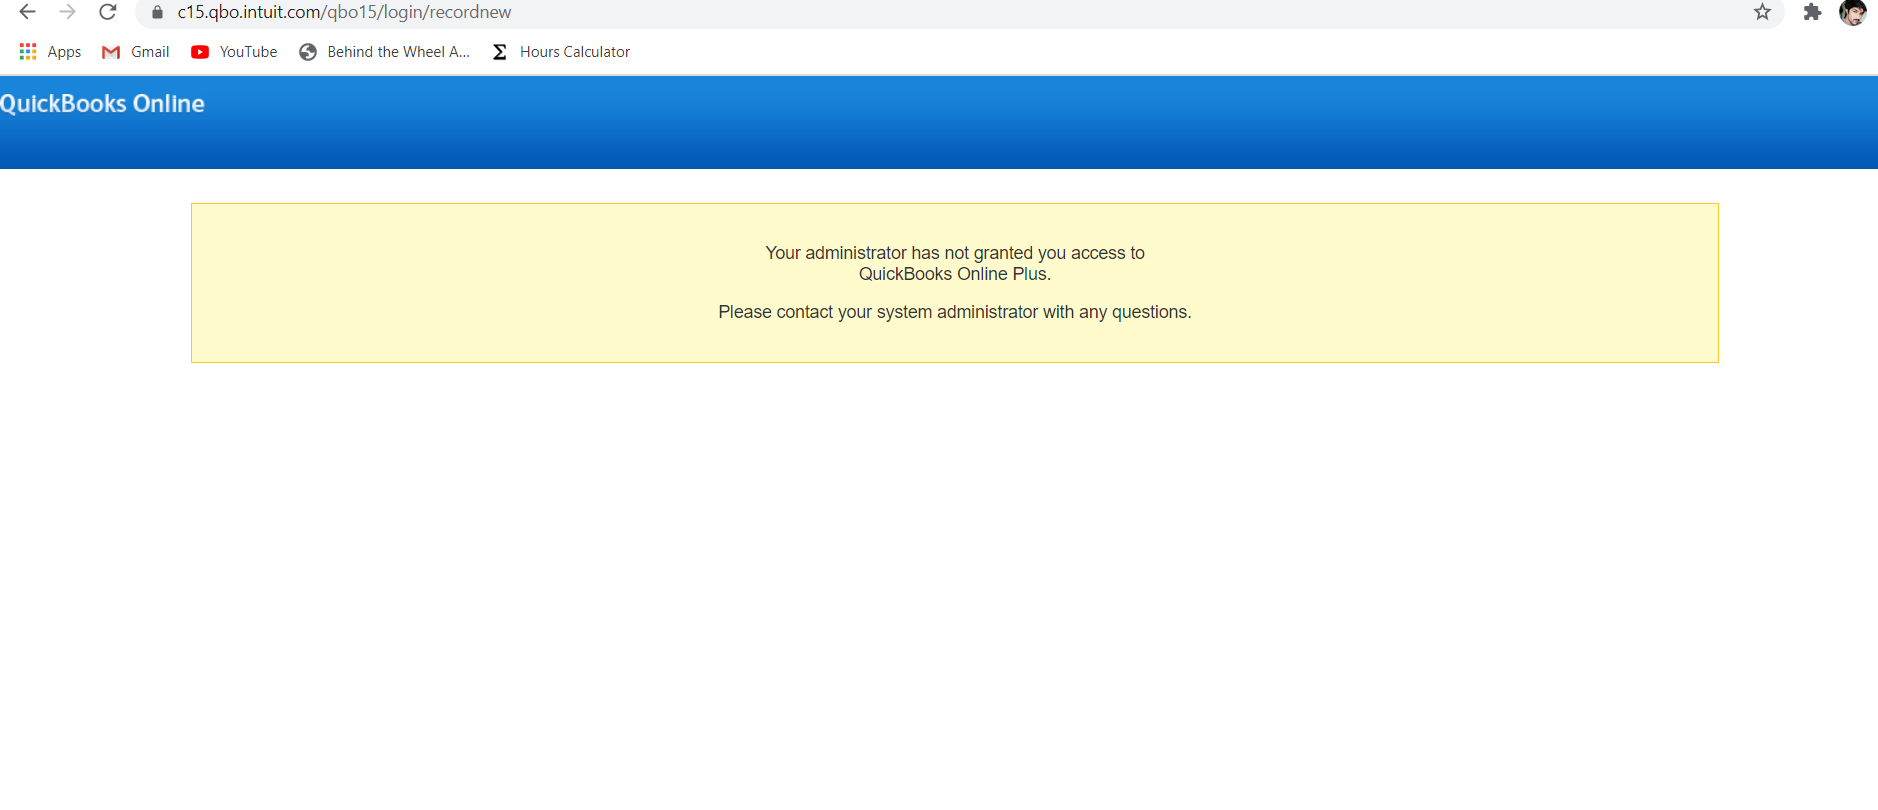 c15.qbo.intuit.com/qbo15/login/recordnew
Apps Gmail YouTube Behind the Wheel A... Hours Calculator
QuickBooks Online
Your administrator has not granted you access to
QuickBooks Online Plus.
Please contact your system administrator with any questions.